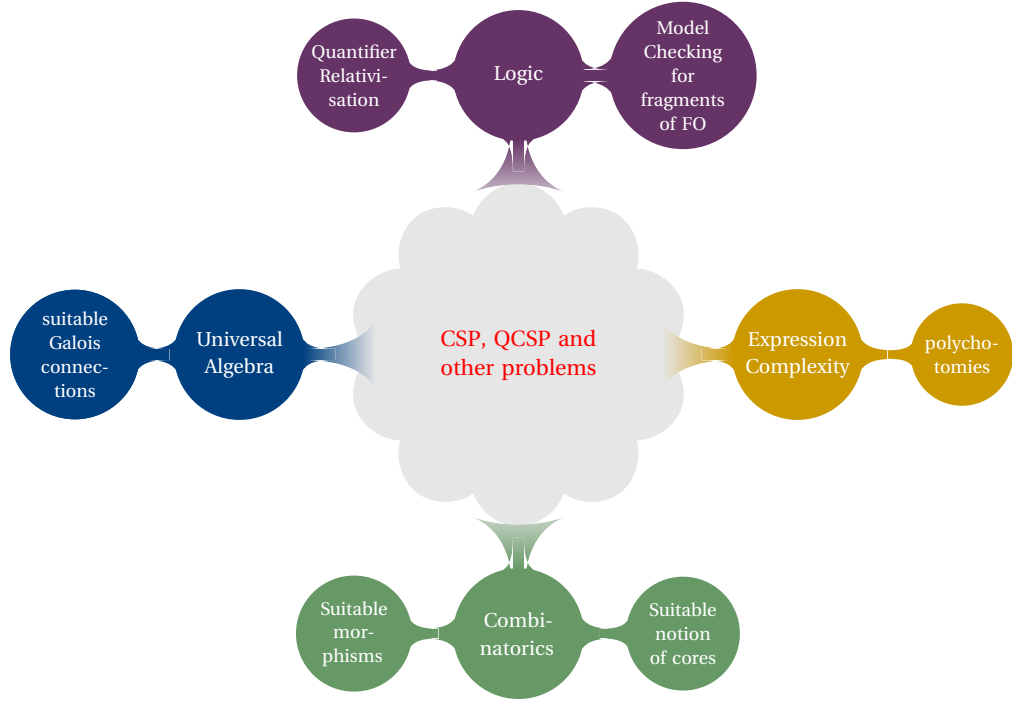 Quantifier
Relativi-
sation
Logic
Model
Checking
for
fragments
of FO
suitable
Galois
connec-
tions
Universal
Algebra
CSP, QCSP and
other problems
Expression
Complexity
polycho-
tomies
Suitable
mor-
phisms
Combi-
natorics
Suitable
notion
of cores